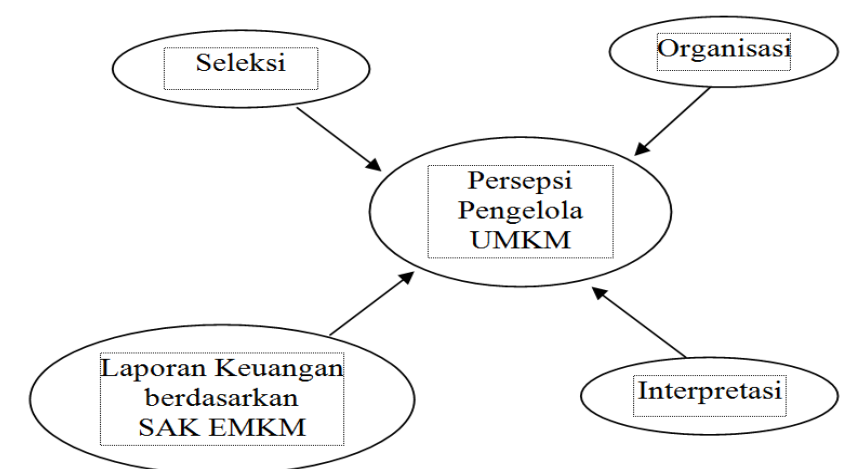 Seleksi
Organisasi
Persepsi
Pengelola
UMKM
Laporan Keuangan
berdasarkan
SAK EMKM
Interpretasi